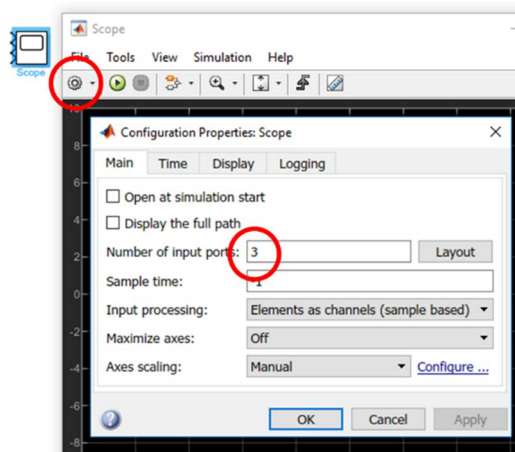 Scope
Scope
File Tools View Simulation Help
10
8
6
4
2
0
-2
-4
-6
-8
Configuration Properties: Scope
Main Time Display Logging
Open at simulation start
Display the full path
Number of input ports: 3 Layout
Sample time: -1
Input processing: Elements as channels (sample based)
Maximize axes: Off
Axes scaling: Manual Configure ...
OK Cancel Apply